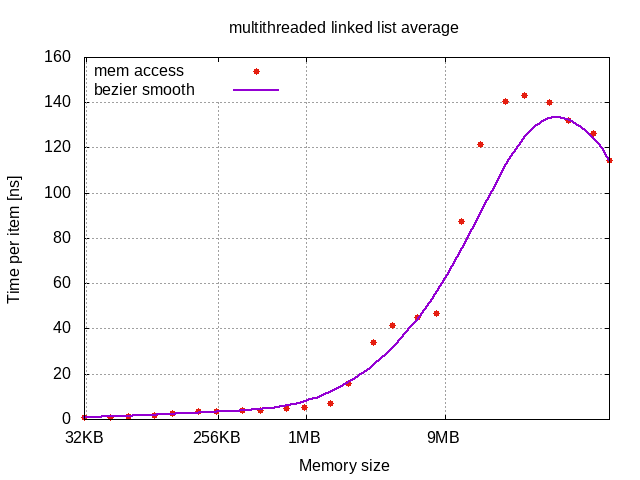 multithreaded linked list average
mem access
bezier smooth
160
140
120
100
80
60
40
20
0
Time per item [ns]
32KB 256KB 1MB 9MB
Memory size